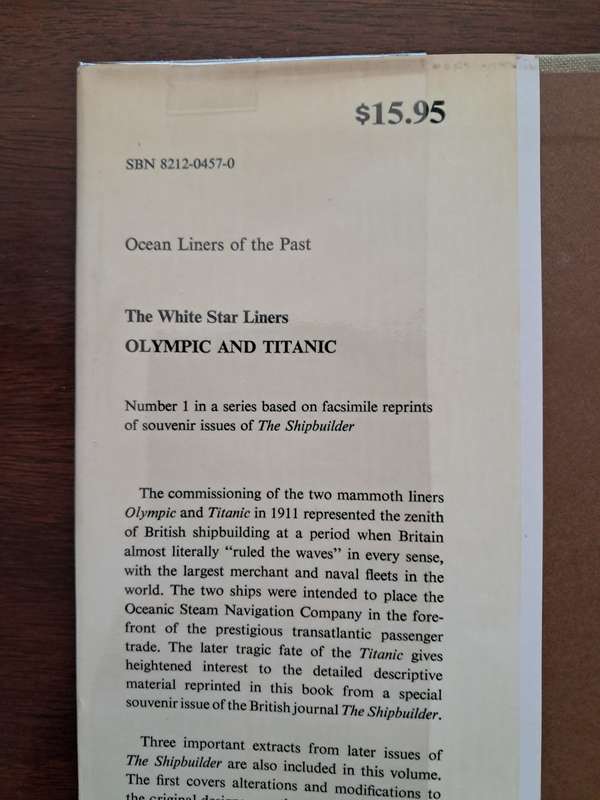 $15.95
SBN 8212-0457-0
Ocean Liners of the Past
The White Star Liners
OLYMPIC AND TITANIC
Number 1 in a series based on facsimile reprints
of souvenir issues of The Shipbuilder
The commissioning of the two mammoth liners
Olympic and Titanic in 1911 represented the zenith
of British shipbuilding at a period when Britain
almost literally “ruled the waves” in every sense,
with the largest merchant and naval fleets in the
world. The two ships were intended to place the
Oceanic Steam Navigation Company in the fore-
front of the prestigious transatlantic passenger
trade. The later tragic fate of the Titanic gives
heightened interest to the detailed descriptive
material reprinted in this book from a special
souvenir issue of the British journal The Shipbuilder.
Three important extracts from later issues of
The Shipbuilder are also included in this volume.
The first covers alterations and modifications to
the original